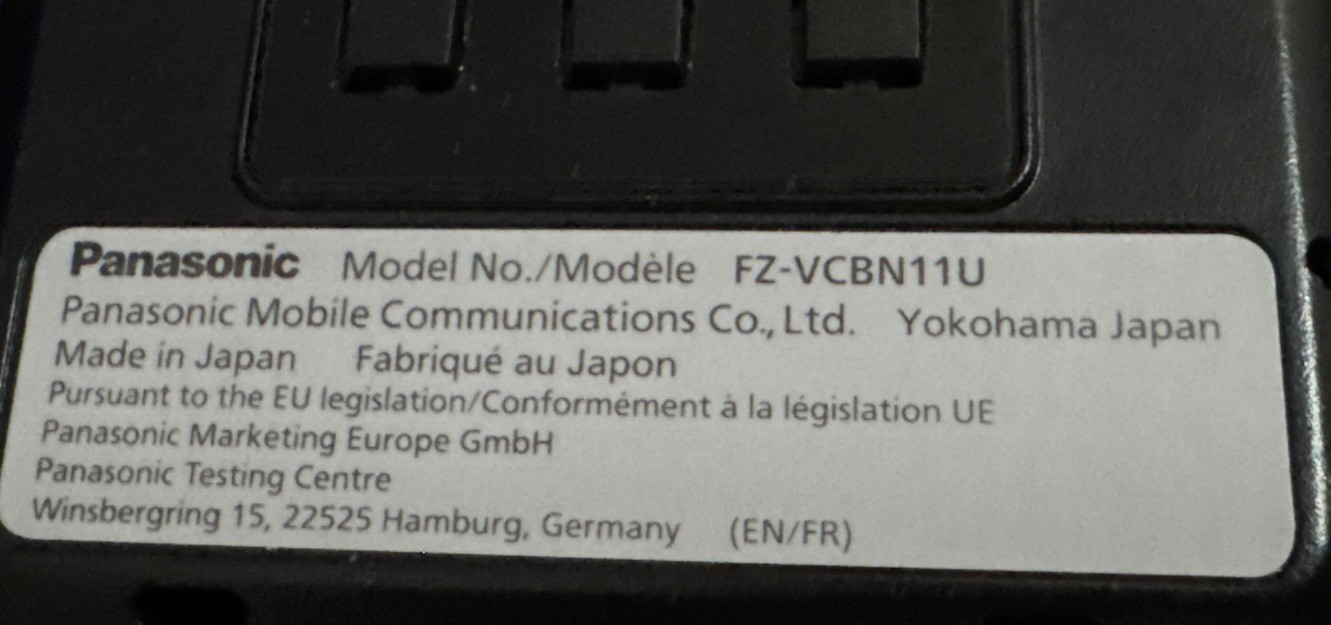 Panasonic Model No./Modèle FZ-VCBN11U
Panasonic Mobile Communications Co., Ltd. Yokohama Japan
Made in Japan Fabriqué au Japon
Pursuant to the EU legislation/Conformément à la législation UE
Panasonic Marketing Europe GmbH
Panasonic Testing Centre
Winsbergring 15, 22525 Hamburg, Germany (EN/FR)